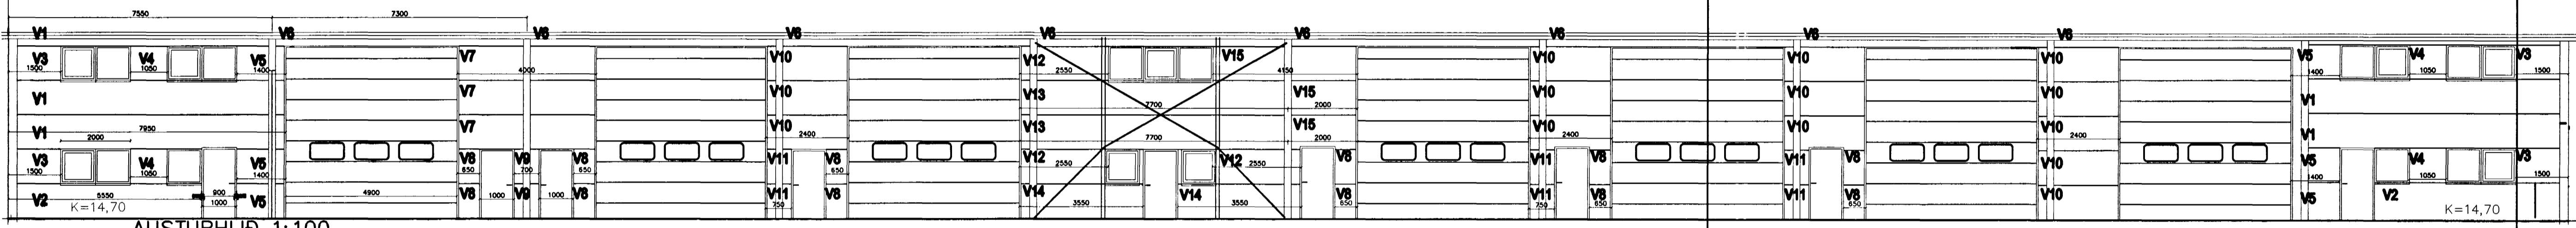 7550 7300
V1 V6 V6 V6 V6 V6 V6 V6 V6
V3 V4 V5 V7 V10 V12 V15 V10 V10 V10 V5 V4 V3
1500 1050 1400 4000 2550 4150 1400 1050 1500
V1 V7 V10 V13 V15 V10 V10 V10 V1
7700 2000
V1 V7 V10 V13 V15 V10 V10 V10 V1
7950 2000 2400 7700 2000 2400 2400
V3 V4 V5 V8 V9 V8 V11 V8 V12 V12 V8 V11 V8 V11 V8 V10 V5 V4 V3
1500 1050 1400 650 700 650 650 2550 2550 1400 1050 1500
V2 5550 900 1000 V5 4900 V8 1000 V9 1000 V8 V11 V8 V14 V14 V8 V11 V8 V11 V8 V10 V5 V2
750 3550 3550 650 750 650 650
K=14,70 K=14,70
AUSTURHLIÐ 1:100